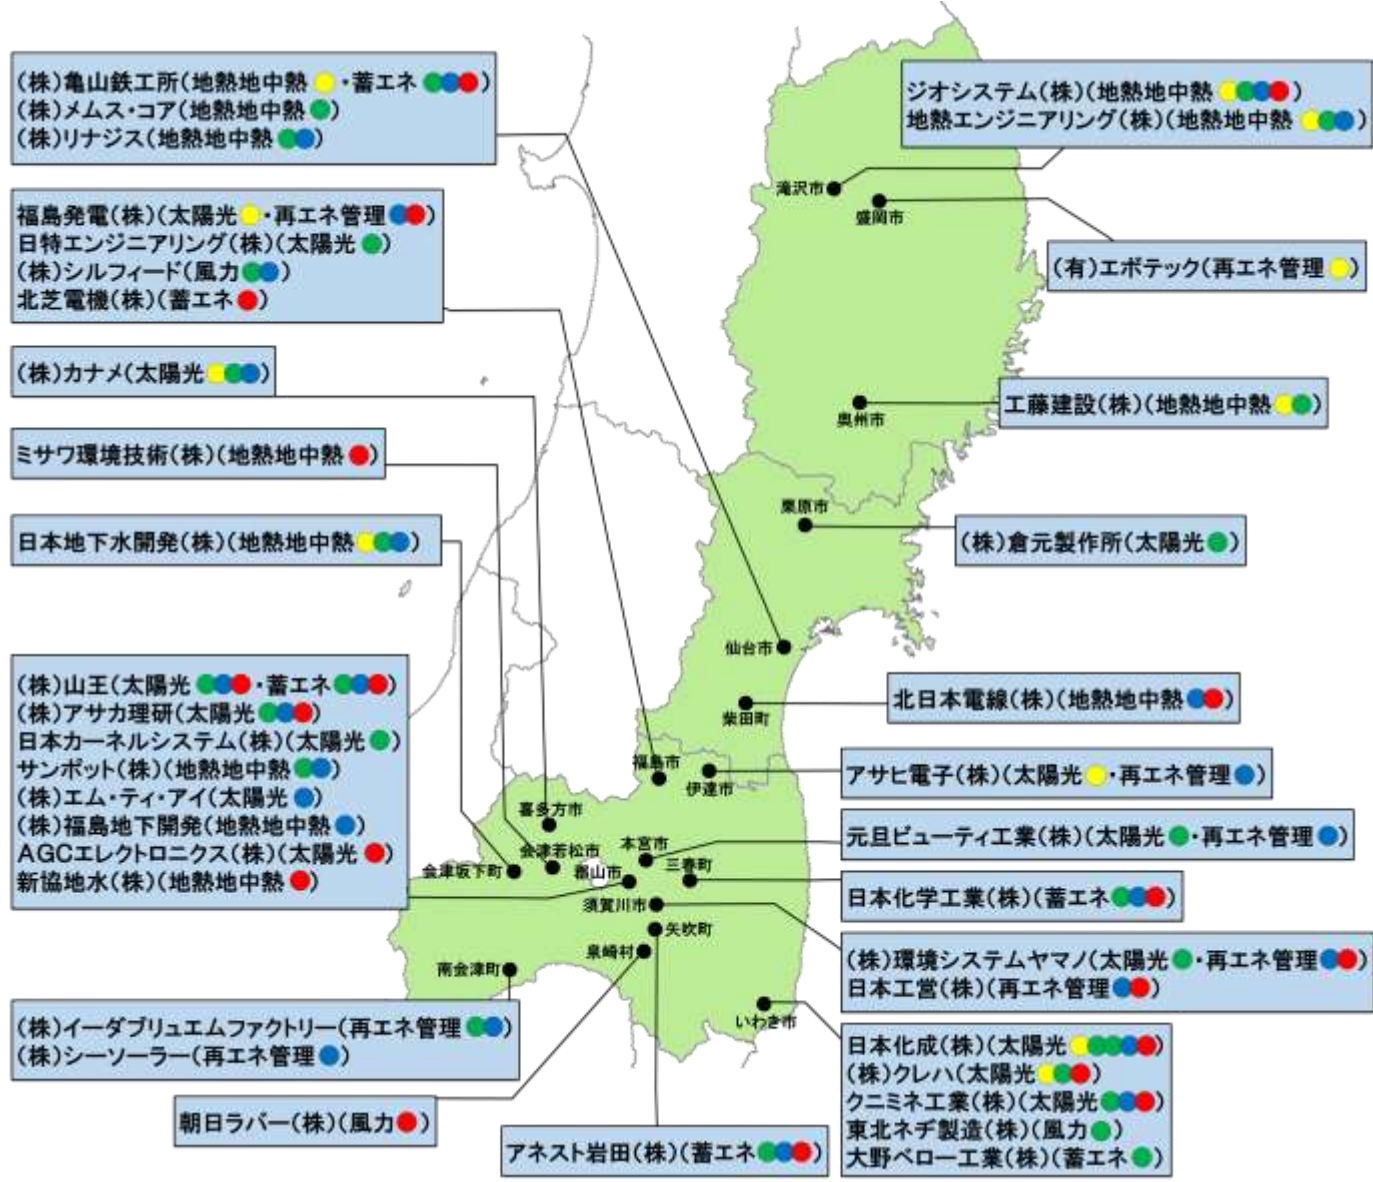 (株)亀山鉄工所(地熱地中熱・蓄エネ)
(株)メムス・コア(地熱地中熱)
(株)リナジス(地熱地中熱)
ジオシステム(株)(地熱地中熱)
地熱エンジニアリング(株)(地熱地中熱)
滝沢市
盛岡市
福島発電(株)(太陽光・再エネ管理)
日特エンジニアリング(株)(太陽光)
(株)シルフィード(風力)
北芝電機(株)(蓄エネ)
(有)エボテック(再エネ管理)
(株)カナメ(太陽光)
工藤建設(株)(地熱地中熱)
奥州市
ミサワ環境技術(株)(地熱地中熱)
栗原市
日本地下水開発(株)(地熱地中熱)
(株)倉元製作所(太陽光)
仙台市
(株)山王(太陽光・蓄エネ)
(株)アサカ理研(太陽光)
日本カーネルシステム(株)(太陽光)
サンポット(株)(地熱地中熱)
(株)エム・ティ・アイ(太陽光)
(株)福島地下開発(地熱地中熱)
AGCエレクトロニクス(株)(太陽光)
新協地水(株)(地熱地中熱)
北日本電線(株)(地熱地中熱)
柴田町
福島市
伊達市
アサヒ電子(株)(太陽光・再エネ管理)
喜多方市
元旦ビューティ工業(株)(太陽光・再エネ管理)
本宮市
会津若松市
三春町
会津坂下町
郡山市
日本化学工業(株)(蓄エネ)
須賀川市
矢吹町
泉崎村
(株)環境システムヤマノ(太陽光・再エネ管理)
日本工営(株)(再エネ管理)
南会津町
いわき市
(株)イーダブリュエムファクトリー(再エネ管理)
(株)シーソーラー(再エネ管理)
日本化成(株)(太陽光)
(株)クレハ(太陽光)
クニミネ工業(株)(太陽光)
東北ネヂ製造(株)(風力)
大野ベロー工業(株)(蓄エネ)
朝日ラバー(株)(風力)
アネスト岩田(株)(蓄エネ)